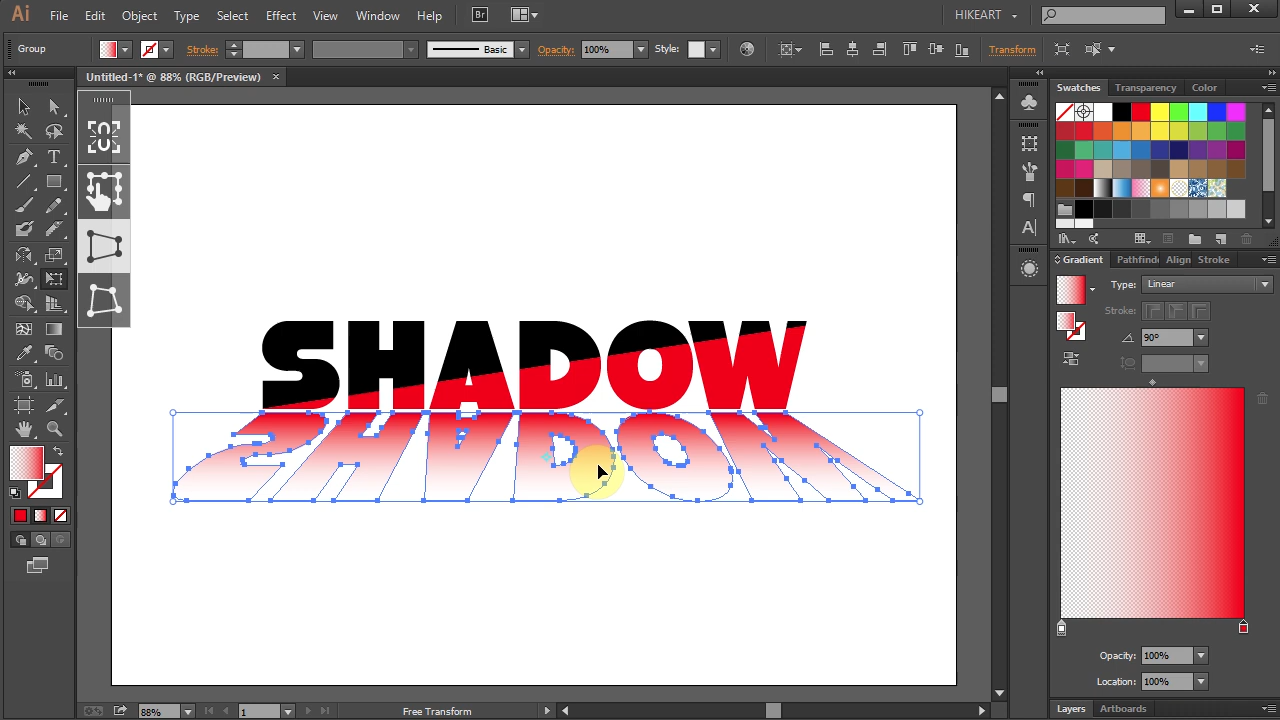 Ai File Edit Object Type Select Effect View Window Help Br HIKEART
Group Stroke: Basic Opacity: 100% Style: Transform
Untitled-1* @ 88% (RGB/Preview) ×
Swatches Transparency Color
T
A
SHADOW
SHADOW
Gradient Pathfinde Align Stroke
Type: Linear
Stroke:
90°
Opacity: 100%
Location: 100%
88% 1 Free Transform
Layers Artboards